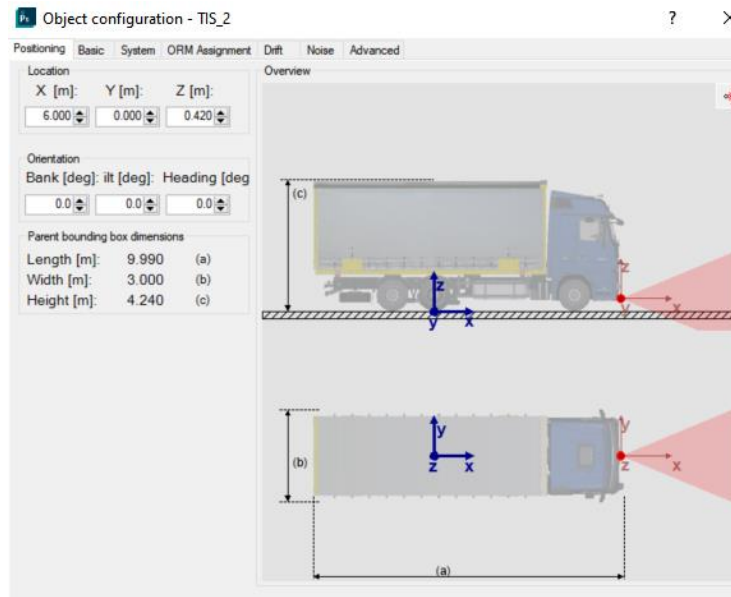 Object configuration - TIS_2
?
Positioning Basic System ORM Assignment Drift Noise Advanced
Location
X [m]: Y [m]: Z [m]:
6.000 0.000 0.420
Orientation
Bank [deg]: ilt [deg]: Heading [deg
0.0 0.0 0.0
Parent bounding box dimensions
Length [m]: 9.990 (a)
Width [m]: 3.000 (b)
Height [m]: 4.240 (c)
Overview
(c)
z
y x
z
y x
(b)
y
z x
y
z x
(a)